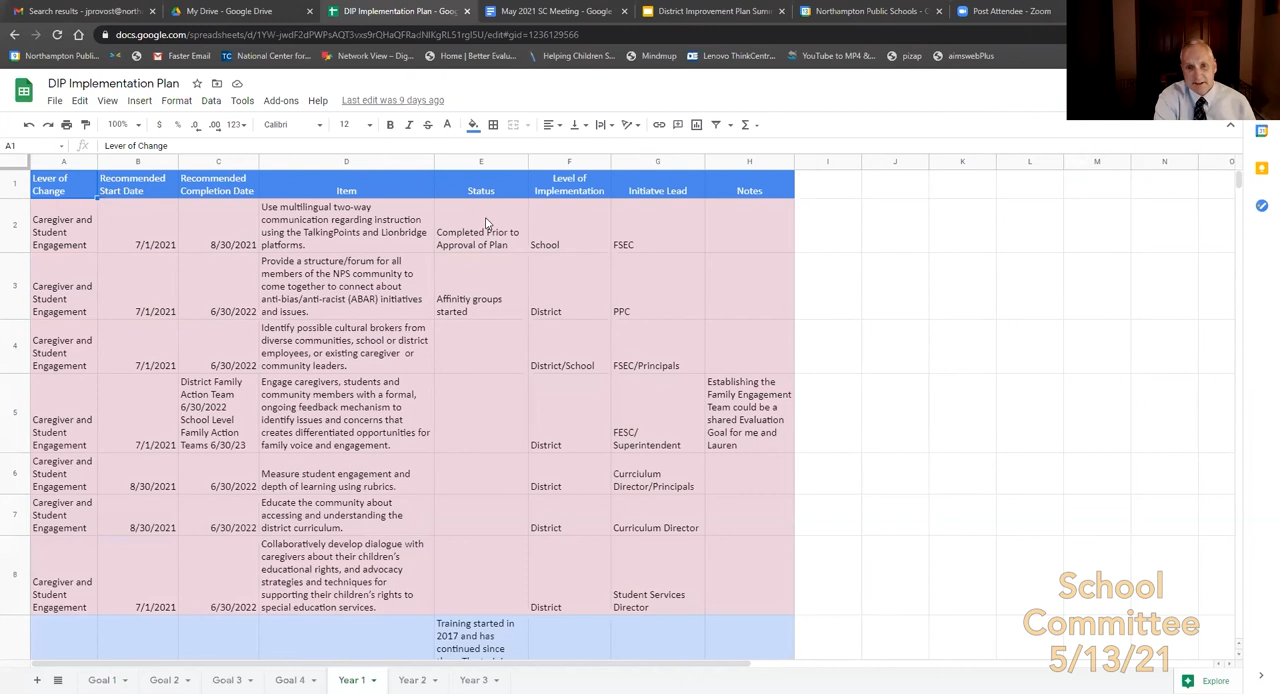 Search results - jprovost@north
My Drive - Google Drive
DIP Implementation Plan - Goog
May 2021 SC Meeting - Google
District Improvement Plan Summ
Northampton Public Schools - C
Post Attendee - Zoom
docs.google.com/spreadsheets/d/
Northampton Public...
Faster Email
National Center for...
Network View – Dig...
Home | Better Evalu...
Helping Children S...
Mindmup
Lenovo ThinkCentr...
YouTube to MP4 &...
pizap
aimswebPlus
DIP Implementation Plan
File Edit View Insert Format Data Tools Add-ons Help Last edit was 9 days ago
100% $ % .0 .00 123 Calibri 12
A1 fx Lever of Change
A B C D E F G H I J K L M N O
1 Lever of Change
Recommended Start Date
Recommended Completion Date
Item
Status
Level of Implementation
Initiatve Lead
Notes
2 Caregiver and Student Engagement
7/1/2021
8/30/2021
Use multilingual two-way
communication regarding instruction
using the TalkingPoints and Lionbridge
platforms.
Completed Prior to
Approval of Plan
School
FSEC
3 Caregiver and Student Engagement
7/1/2021
6/30/2022
Provide a structure/forum for all
members of the NPS community to
come together to connect about
anti-bias/anti-racist (ABAR) initiatives
and issues.
Affinitiy groups
started
District
PPC
4 Caregiver and Student Engagement
7/1/2021
6/30/2022
Identify possible cultural brokers from
diverse communities, school or district
employees, or existing caregiver or
community leaders.
District/School
FSEC/Principals
5 Caregiver and Student Engagement
7/1/2021
District Family
Action Team
6/30/2022
School Level
Family Action
Teams 6/30/23
Engage caregivers, students and
community members with a formal,
ongoing feedback mechanism to
identify issues and concerns that
creates differentiated opportunities for
family voice and engagement.
District
FESC/
Superintendent
Establishing the
Family Engagement
Team could be a
shared Evaluation
Goal for me and
Lauren
6 Caregiver and Student Engagement
8/30/2021
6/30/2022
Measure student engagement and
depth of learning using rubrics.
District
Currciulum
Director/Principals
7 Caregiver and Student Engagement
8/30/2021
6/30/2022
Educate the community about
accessing and understanding the
district curriculum.
District
Curriculum Director
8 Caregiver and Student Engagement
7/1/2021
6/30/2022
Collaboratively develop dialogue with
caregivers about their children's
educational rights, and advocacy
strategies and techniques for
supporting their children's rights to
special education services.
District
Student Services
Director
Training started in
2017 and has
continued since
School
Committee
5/13/21
Goal 1 Goal 2 Goal 3 Goal 4 Year 1 Year 2 Year 3 Explore